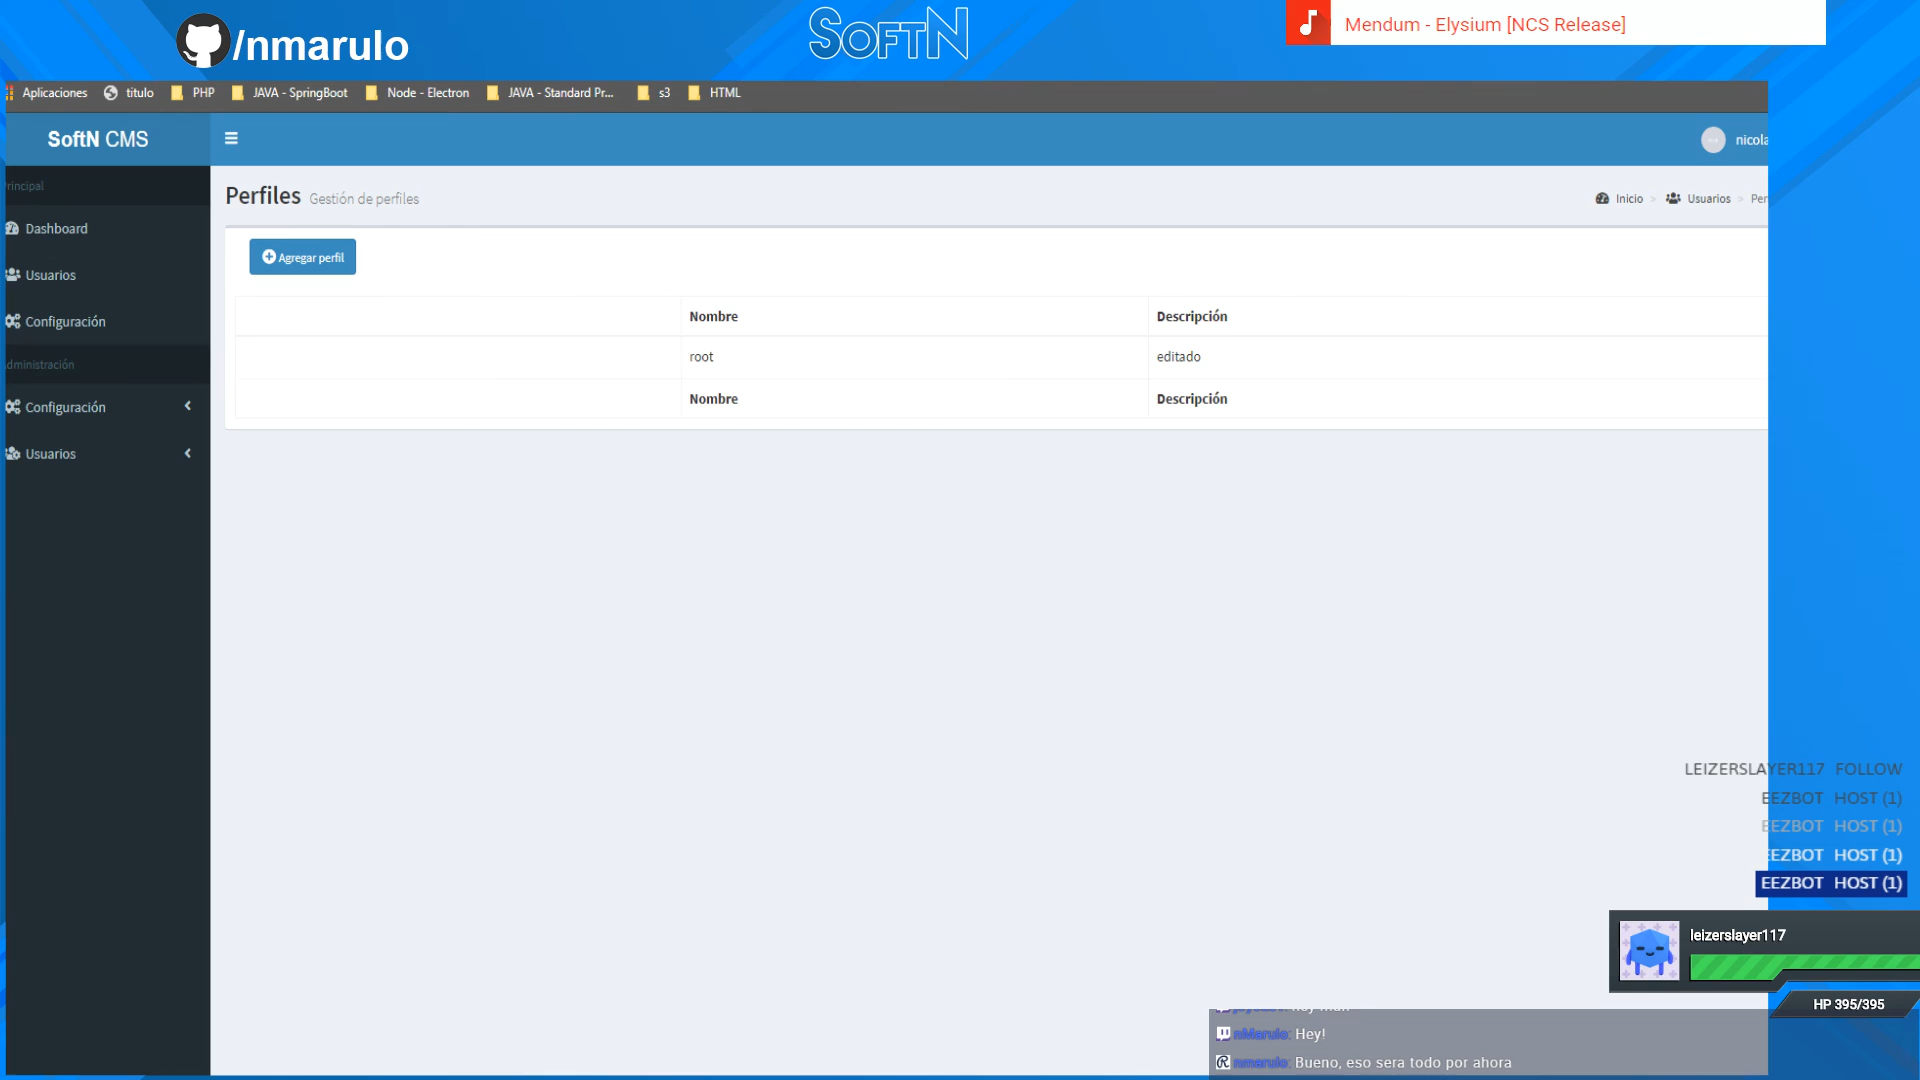 /nmarulo
SOFTN
Mendum - Elysium [NCS Release]
Aplicaciones titulo PHP JAVA - SpringBoot Node - Electron JAVA - Standard Pr... s3 HTML
SoftN CMS
nicola
rincipal
Dashboard
Usuarios
Configuración
dministración
Configuración
Usuarios
Perfiles Gestión de perfiles
Inicio > Usuarios > Per
Agregar perfil
Nombre Descripción
root editado
Nombre Descripción
LEIZERSLAYER117 FOLLOW
EEZBOT HOST (1)
EEZBOT HOST (1)
EEZBOT HOST (1)
EEZBOT HOST (1)
leizerslayer117
HP 395/395
nMarulo: Hey!
nmarulo: Bueno, eso sera todo por ahora